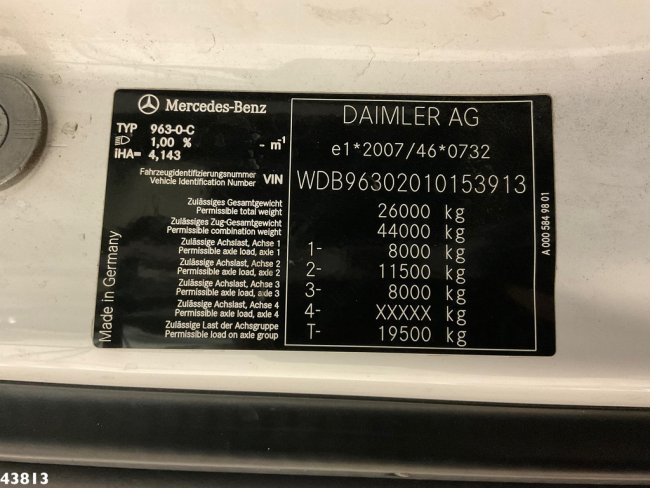 Mercedes-Benz
TYP 963-0-C
1,00 % - m⁻¹
iHA= 4,143
Fahrzeugidentifizierungsnummer
Vehicle Identification Number VIN
DAIMLER AG
e1*2007/46*0732
WDB96302010153913
Zulässiges Gesamtgewicht
Permissible total weight 26000 kg
Zulässiges Zug-Gesamtgewicht
Permissible combination weight 44000 kg
Zulässige Achslast, Achse 1
Permissible axle load, axle 1 1- 8000 kg
Zulässige Achslast, Achse 2
Permissible axle load, axle 2 2- 11500 kg
Zulässige Achslast, Achse 3
Permissible axle load, axle 3 3- 8000 kg
Zulässige Achslast, Achse 4
Permissible axle load, axle 4 4- XXXXX kg
Zulässige Last der Achsgruppe
Permissible load on axle group T- 19500 kg
Made in Germany
A 000 584 98 01
43813